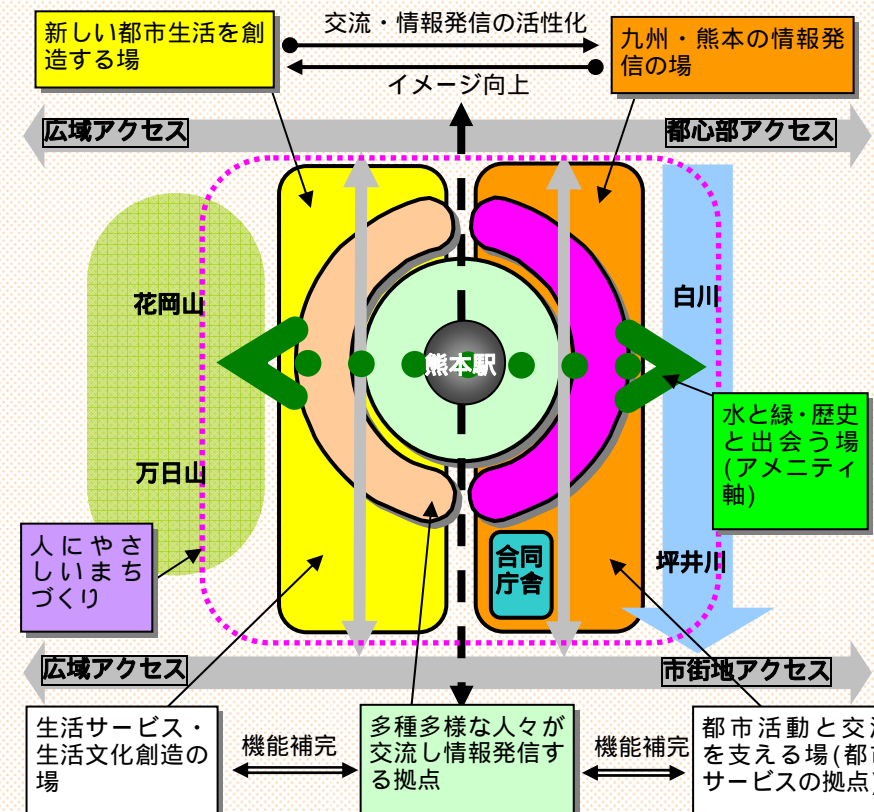 新しい都市生活を創
造する場
交流・情報発信の活性化
イメージ向上
九州・熊本の情報発
信の場
広域アクセス
都心部アクセス
花岡山
白川
熊本駅
水と緑・歴史
と出会う場
(アメニティ
軸)
万日山
人にやさ
しいまち
づくり
合同
庁舎
坪井川
広域アクセス
市街地アクセス
生活サービス・
生活文化創造の
場
機能補完
多種多様な人々が
交流し情報発信す
る拠点
機能補完
都市活動と交流
を支える場(都市
サービスの拠点)